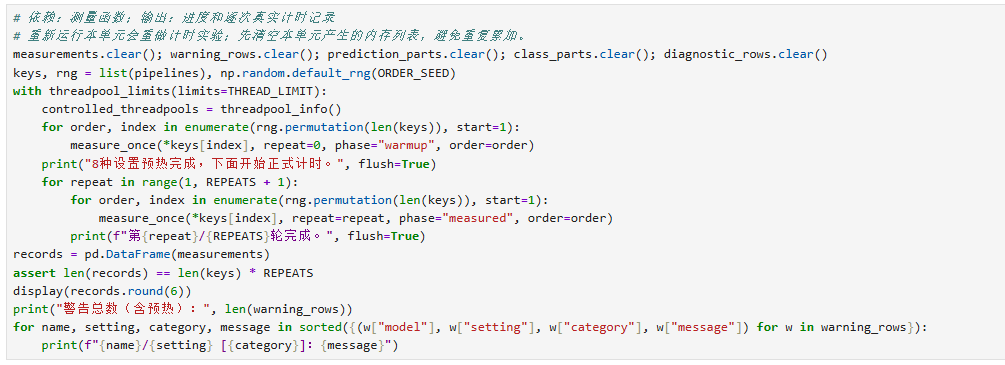 # 依赖：测量函数；输出：进度和逐次真实计时记录
# 重新运行本单元会重做计时实验；先清空本单元产生的内存列表，避免重复累加。
measurements.clear(); warning_rows.clear(); prediction_parts.clear(); class_parts.clear(); diagnostic_rows.clear()
keys, rng = list(pipelines), np.random.default_rng(ORDER_SEED)
with threadpool_limits(limits=THREAD_LIMIT):
    controlled_threadpools = threadpool_info()
    for order, index in enumerate(rng.permutation(len(keys)), start=1):
        measure_once(*keys[index], repeat=0, phase="warmup", order=order)
    print("8种设置预热完成，下面开始正式计时。", flush=True)
    for repeat in range(1, REPEATS + 1):
        for order, index in enumerate(rng.permutation(len(keys)), start=1):
            measure_once(*keys[index], repeat=repeat, phase="measured", order=order)
        print(f"第{repeat}/{REPEATS}轮完成。", flush=True)
records = pd.DataFrame(measurements)
assert len(records) == len(keys) * REPEATS
display(records.round(6))
print("警告总数（含预热）：", len(warning_rows))
for name, setting, category, message in sorted({(w["model"], w["setting"], w["category"], w["message"]) for w in warning_rows}):
    print(f"{name}/{setting} [{category}]: {message}")